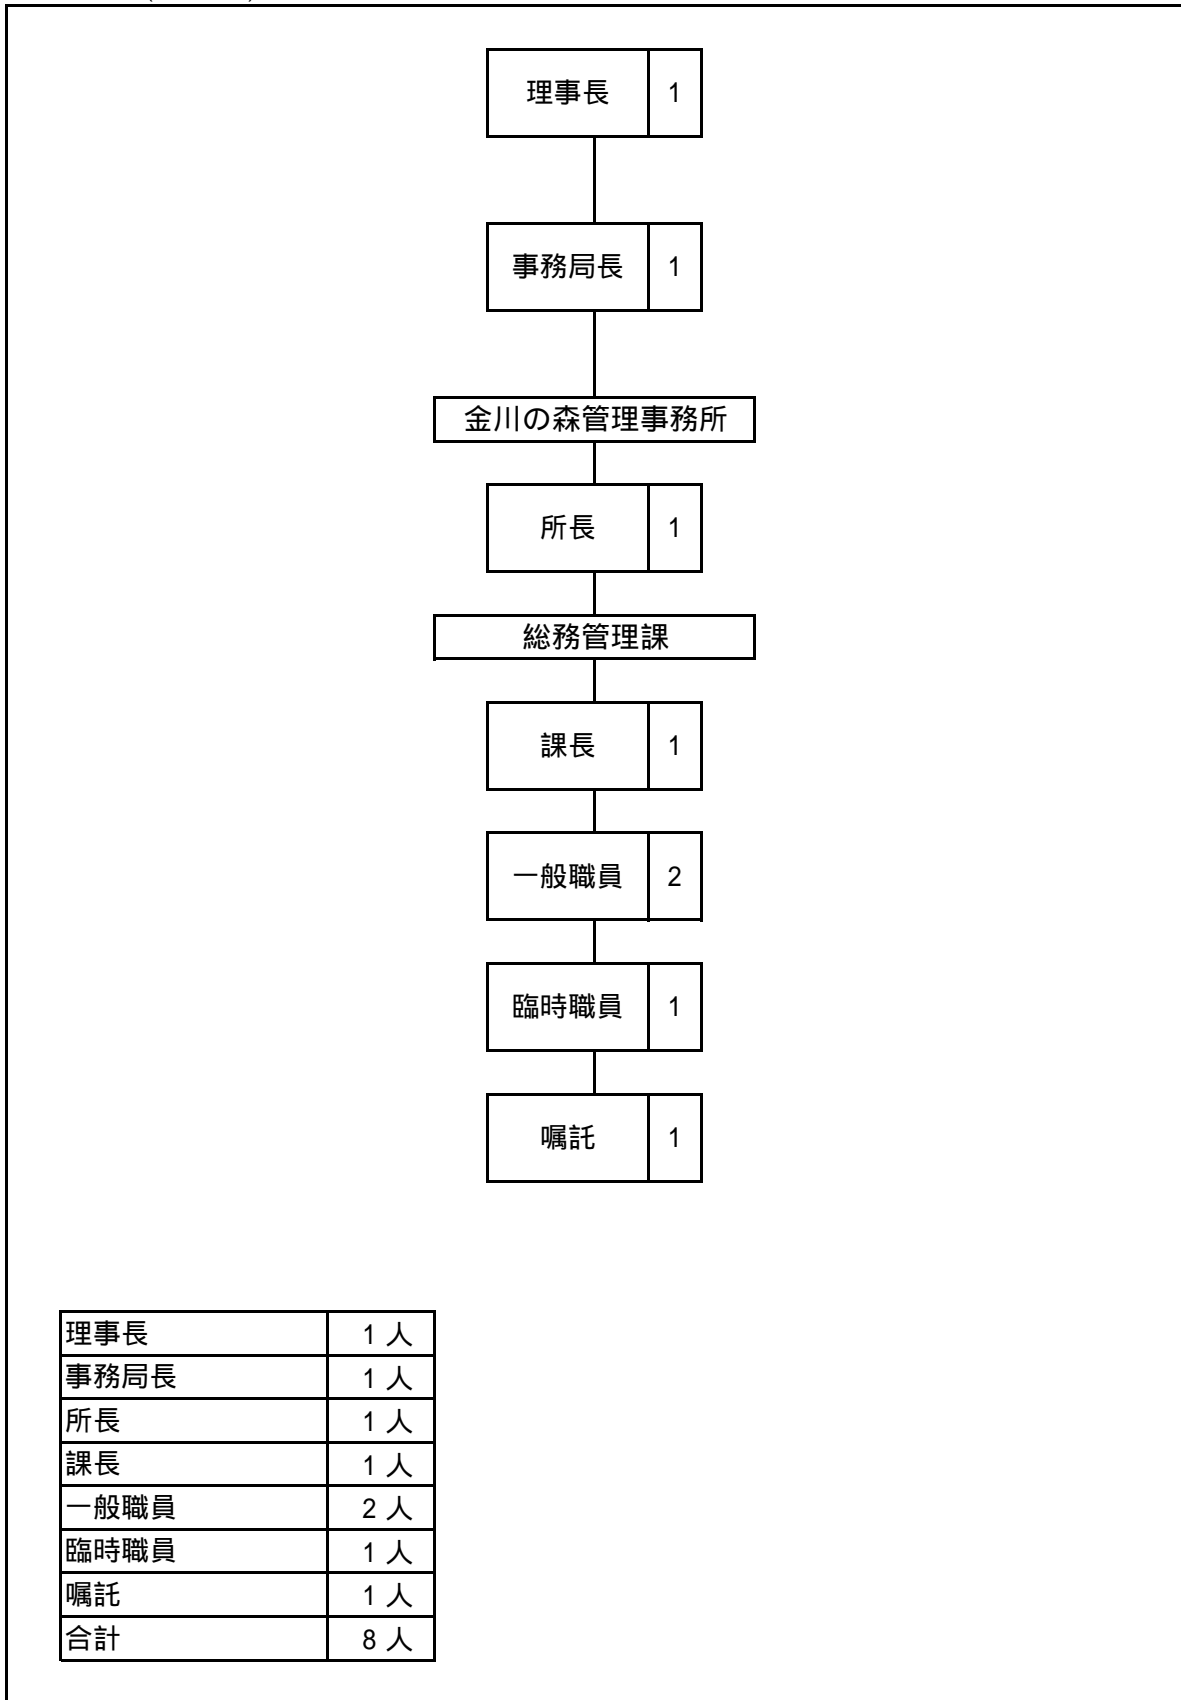 理事長 1
事務局長 1
金川の森管理事務所
所長 1
総務管理課
課長 1
一般職員 2
臨時職員 1
嘱託 1
理事長 1 人
事務局長 1 人
所長 1 人
課長 1 人
一般職員 2 人
臨時職員 1 人
嘱託 1 人
合計 8 人